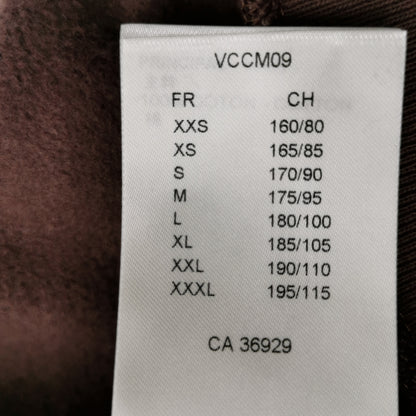 VCCM09
FR CH
XXS 160/80
XS 165/85
S 170/90
M 175/95
L 180/100
XL 185/105
XXL 190/110
XXXL 195/115
CA 36929